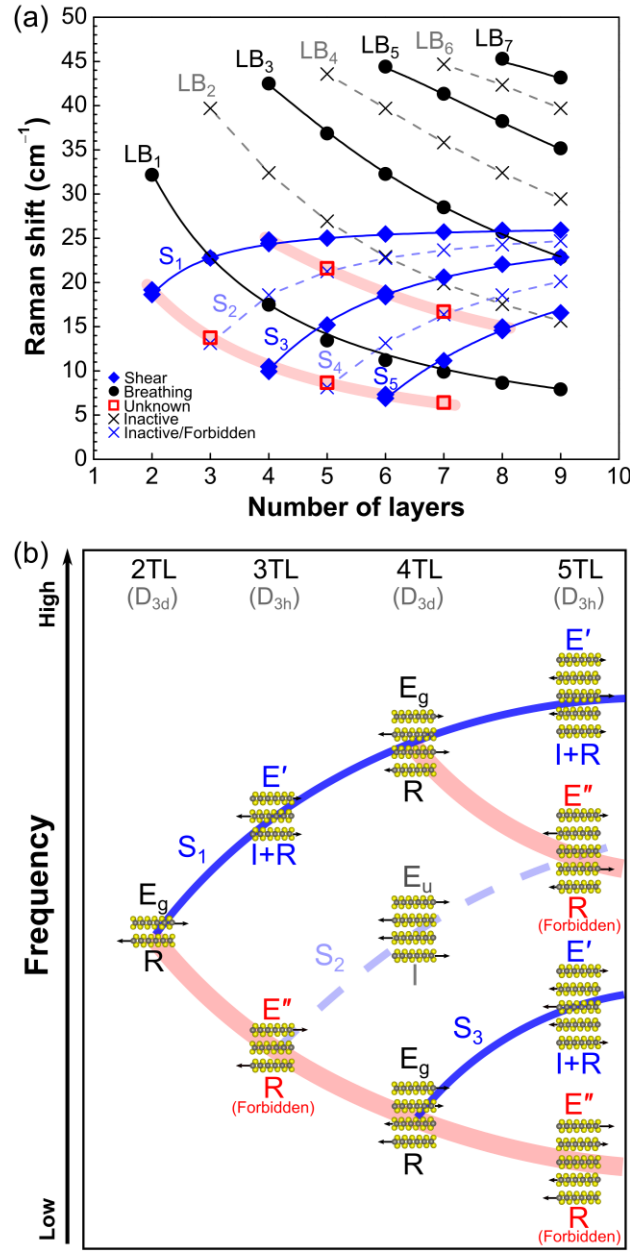 (a)
50
45
40
35
30
25
20
15
10
5
0
Raman shift (cm⁻¹)
LB₁
LB₂
LB₃
LB₄
LB₅
LB₆
LB₇
S₁
S₂
S₃
S₄
S₅
Shear
Breathing
Unknown
Inactive
Inactive/Forbidden
1 2 3 4 5 6 7 8 9 10
Number of layers
(b)
High
Frequency
Low
2TL 3TL 4TL 5TL
(D₃d) (D₃h) (D₃d) (D₃h)
E′
I+R
Eg
R
E′
I+R
S₁
E″
R
(Forbidden)
Eg
R
Eu
I
S₂
E′
I+R
S₃
E″
R
(Forbidden)
Eg
R
E″
R
(Forbidden)